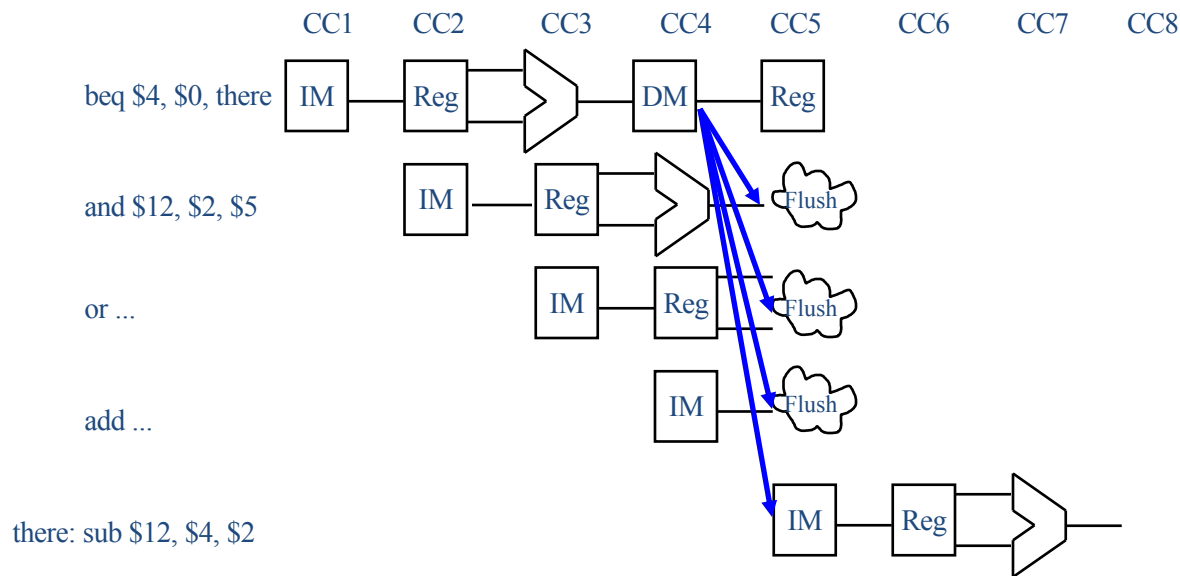 CC1 CC2 CC3 CC4 CC5 CC6 CC7 CC8
beq $4, $0, there IM Reg DM Reg
and $12, $2, $5 IM Reg Flush
or ... IM Reg Flush
add ... IM Flush
there: sub $12, $4, $2 IM Reg